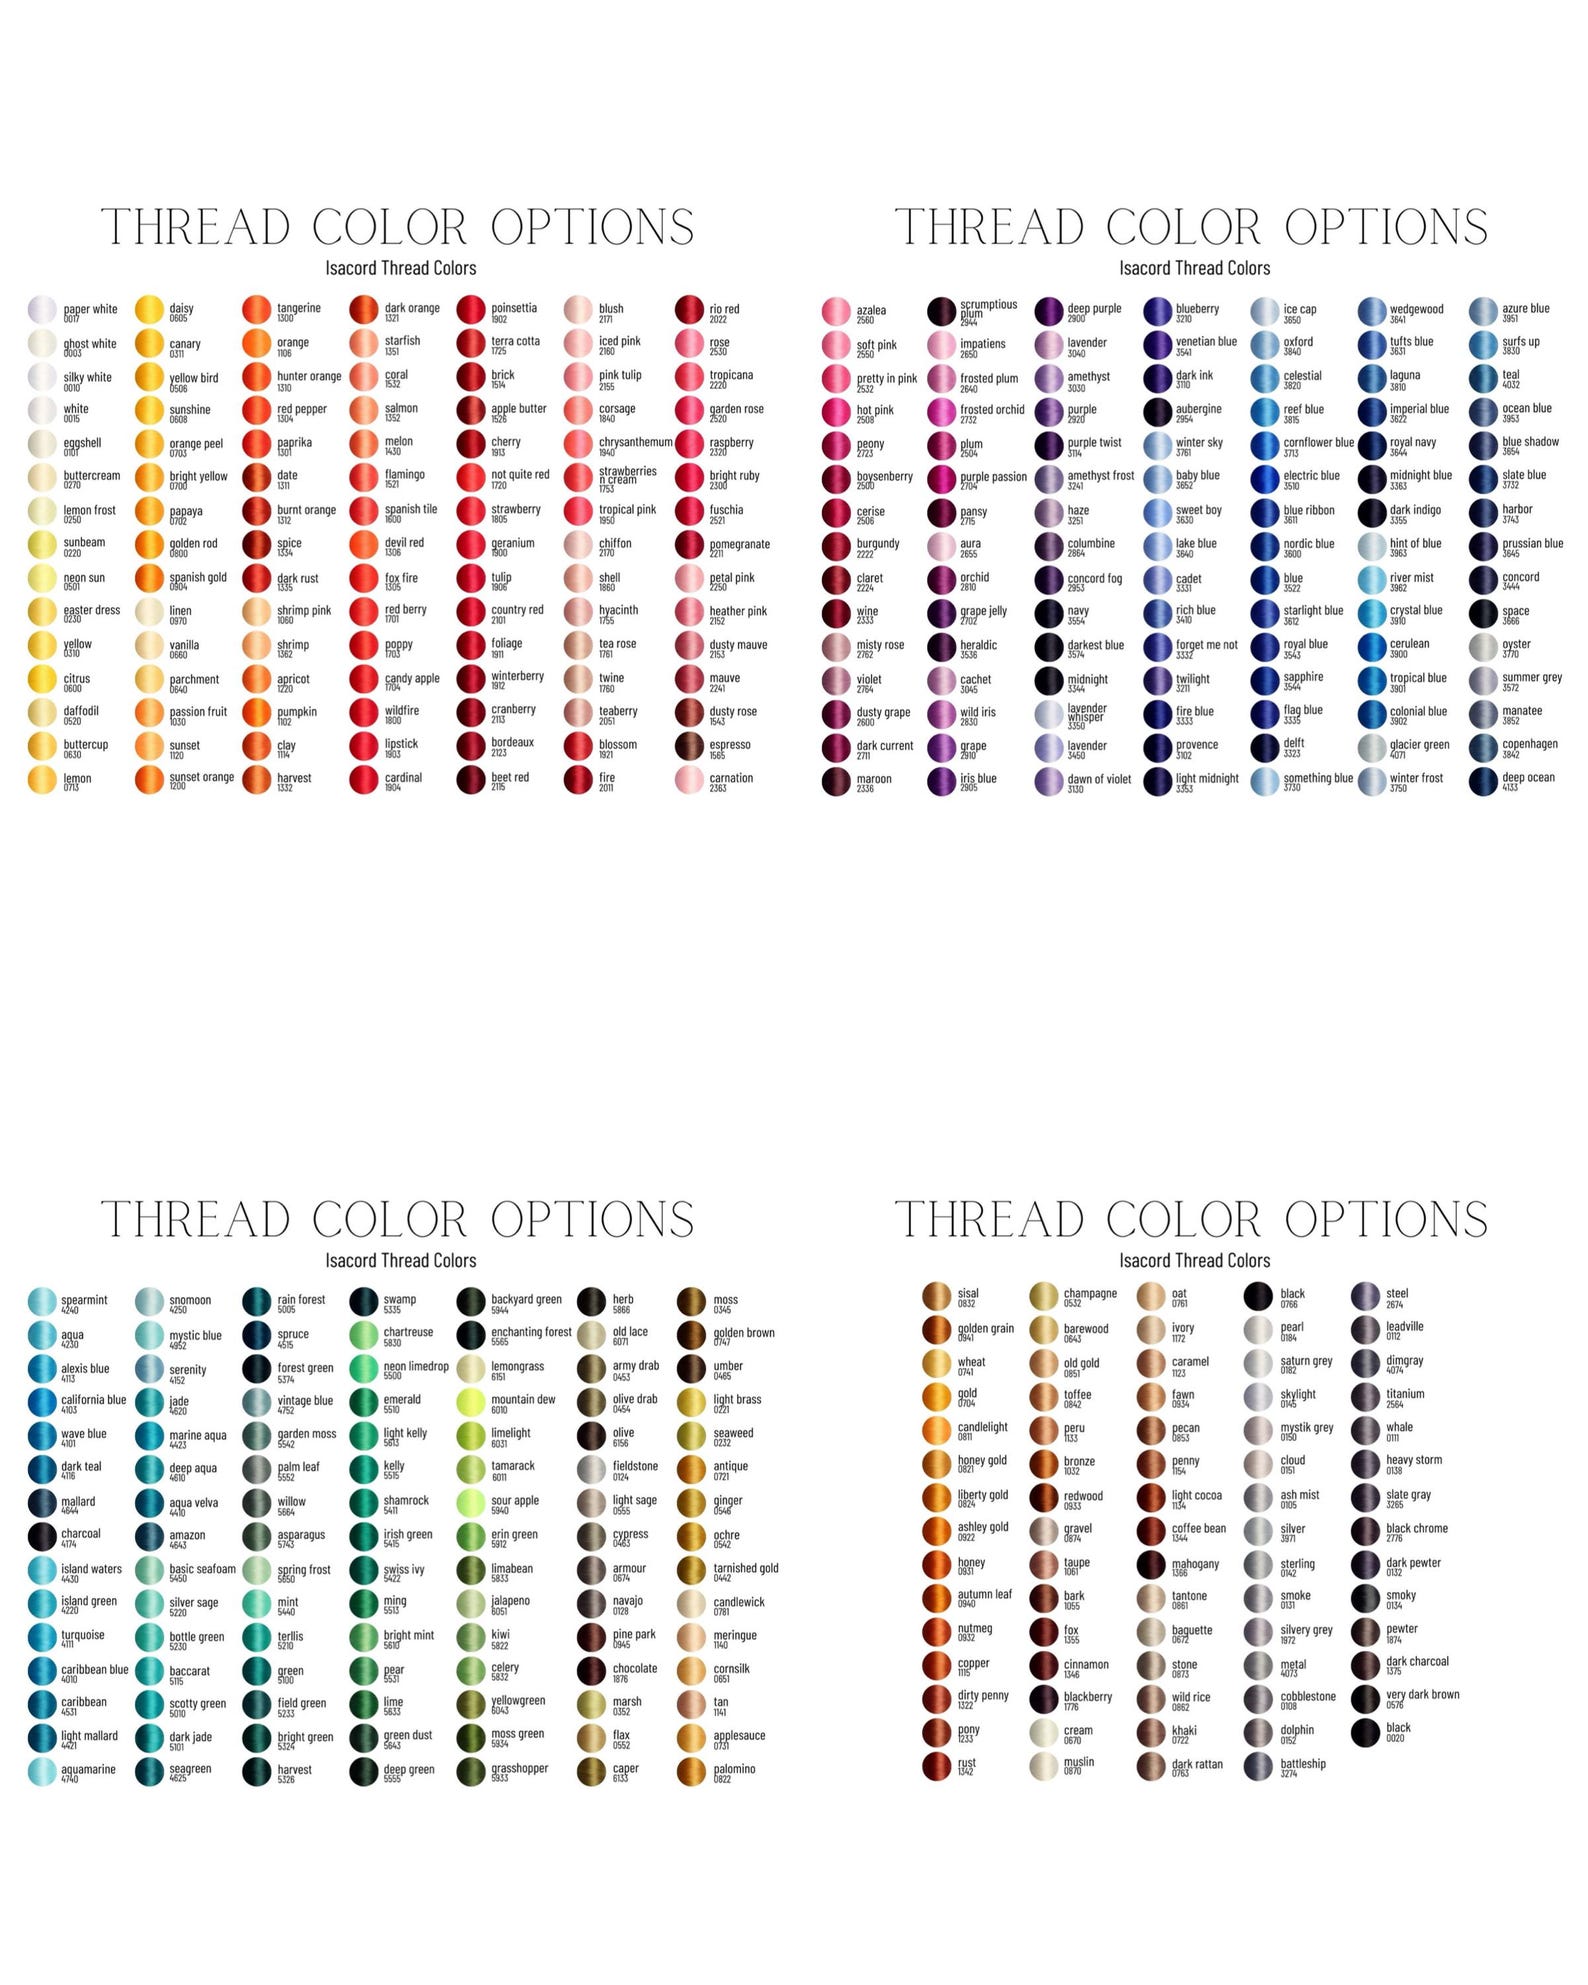 THREAD COLOR OPTIONS
Isacord Thread Colors
paper white
0017
ghost white
0003
silky white
0010
white
0015
eggshell
0101
buttercream
0270
lemon frost
0250
sunbeam
0220
neon sun
0501
easter dress
0230
yellow
0310
citrus
0600
daffodil
0520
buttercup
0630
lemon
0713
daisy
0605
canary
0311
yellow bird
0506
sunshine
0608
orange peel
0703
bright yellow
0700
papaya
0702
golden rod
0800
spanish gold
0904
linen
0970
vanilla
0660
parchment
0640
passion fruit
1030
sunset
1120
sunset orange
1200
tangerine
1300
orange
1106
hunter orange
1310
red pepper
1304
paprika
1301
date
1311
burnt orange
1312
spice
1334
dark rust
1335
shrimp pink
1060
shrimp
1362
apricot
1220
pumpkin
1102
clay
1114
harvest
1332
dark orange
1321
starfish
1351
coral
1532
salmon
1352
melon
1430
flamingo
1521
spanish tile
1600
devil red
1306
fox fire
1305
red berry
1701
poppy
1703
candy apple
1704
wildfire
1800
lipstick
1903
cardinal
1904
poinsettia
1902
terra cotta
1725
brick
1514
apple butter
1526
cherry
1913
not quite red
1720
strawberry
1805
geranium
1900
tulip
1906
country red
2101
foliage
1911
winterberry
1912
cranberry
2113
bordeaux
2123
beet red
2115
blush
2171
iced pink
2160
pink tulip
2155
corsage
1840
chrysanthemum
1940
strawberries
n cream
1753
tropical pink
1950
chiffon
2170
shell
1860
hyacinth
1755
tea rose
1761
twine
1760
teaberry
2051
blossom
1921
fire
2011
rio red
2022
rose
2530
tropicana
2220
garden rose
2520
raspberry
2320
bright ruby
2300
fuschia
2521
pomegranate
2211
petal pink
2250
heather pink
2152
dusty mauve
2153
mauve
2241
dusty rose
1543
espresso
1565
carnation
2363
THREAD COLOR OPTIONS
Isacord Thread Colors
azalea
2560
soft pink
2550
pretty in pink
2532
hot pink
2508
peony
2723
boysenberry
2500
cerise
2506
burgundy
2222
claret
2224
wine
2333
misty rose
2762
violet
2764
dusty grape
2600
dark current
2711
maroon
2336
scrumptious
plum
2944
impatiens
2650
frosted plum
2640
frosted orchid
2732
plum
2504
purple passion
2704
pansy
2715
aura
2655
orchid
2810
grape jelly
2702
heraldic
3536
cachet
3045
wild iris
2830
grape
2910
iris blue
2905
deep purple
2900
lavender
3040
amethyst
3030
purple
2920
purple twist
3114
amethyst frost
3241
haze
3251
columbine
2864
concord fog
2953
navy
3554
darkest blue
3574
midnight
3344
lavender
whisper
3350
lavender
3450
dawn of violet
3130
blueberry
3210
venetian blue
3541
dark ink
3110
aubergine
2954
winter sky
3761
baby blue
3652
sweet boy
3630
lake blue
3640
cadet
3331
rich blue
3410
forget me not
3332
twilight
3211
fire blue
3333
provence
3102
light midnight
3353
ice cap
3650
oxford
3840
celestial
3820
reef blue
3815
cornflower blue
3713
electric blue
3510
blue ribbon
3611
nordic blue
3600
blue
3522
starlight blue
3612
royal blue
3543
sapphire
3544
flag blue
3335
delft
3323
something blue
3730
wedgewood
3641
tufts blue
3631
laguna
3810
imperial blue
3622
royal navy
3644
midnight blue
3363
dark indigo
3355
hint of blue
3963
river mist
3962
crystal blue
3910
cerulean
3900
tropical blue
3901
colonial blue
3902
glacier green
4071
winter frost
3750
azure blue
3951
surfs up
3830
teal
4032
ocean blue
3953
blue shadow
3654
slate blue
3732
harbor
3743
prussian blue
3645
concord
3444
space
3666
oyster
3770
summer grey
3572
manatee
3852
copenhagen
3842
deep ocean
4133
THREAD COLOR OPTIONS
Isacord Thread Colors
spearmint
4240
aqua
4230
alexis blue
4113
california blue
4103
wave blue
4101
dark teal
4116
mallard
4644
charcoal
4174
island waters
4430
island green
4220
turquoise
4111
caribbean blue
4010
caribbean
4531
light mallard
4421
aquamarine
4740
snomoon
4250
mystic blue
4952
serenity
4152
jade
4620
marine aqua
4423
deep aqua
4610
aqua velva
4410
amazon
4643
basic seafoam
5450
silver sage
5220
bottle green
5230
baccarat
5115
scotty green
5010
dark jade
5101
seagreen
4625
rain forest
5005
spruce
4515
forest green
5374
vintage blue
4752
garden moss
5542
palm leaf
5552
willow
5664
asparagus
5743
spring frost
5650
mint
5440
terllis
5210
green
5100
field green
5233
bright green
5324
harvest
5326
swamp
5335
chartreuse
5830
neon limedrop
5500
emerald
5510
light kelly
5613
kelly
5515
shamrock
5411
irish green
5415
swiss ivy
5422
ming
5513
bright mint
5610
pear
5531
lime
5633
green dust
5643
deep green
5555
backyard green
5944
enchanting forest
5565
lemongrass
6151
mountain dew
6010
limelight
6031
tamarack
6011
sour apple
5940
erin green
5912
limabean
5833
jalapeno
6051
kiwi
5822
celery
5832
yellowgreen
6043
moss green
5934
grasshopper
5933
herb
5866
old lace
6071
army drab
0453
olive drab
0454
olive
6156
fieldstone
0124
light sage
0555
cypress
0463
armour
0674
navajo
0128
pine park
0945
chocolate
1876
marsh
0352
flax
0552
caper
6133
moss
0345
golden brown
0747
umber
0465
light brass
0221
seaweed
0232
antique
0721
ginger
0546
ochre
0542
tarnished gold
0442
candlewick
0781
meringue
1140
cornsilk
0651
tan
1141
applesauce
0731
palomino
0822
THREAD COLOR OPTIONS
Isacord Thread Colors
sisal
0832
golden grain
0941
wheat
0741
gold
0704
candlelight
0811
honey gold
0821
liberty gold
0824
ashley gold
0922
honey
0931
autumn leaf
0940
nutmeg
0932
copper
1115
dirty penny
1322
pony
1233
rust
1342
champagne
0532
barewood
0643
old gold
0851
toffee
0842
peru
1133
bronze
1032
redwood
0933
gravel
0874
taupe
1061
bark
1055
fox
1355
cinnamon
1346
blackberry
1776
cream
0670
muslin
0870
oat
0761
ivory
1172
caramel
1123
fawn
0934
pecan
0853
penny
1154
light cocoa
1134
coffee bean
1344
mahogany
1366
tantone
0861
baguette
0672
stone
0873
wild rice
0862
khaki
0722
dark rattan
0763
black
0766
pearl
0184
saturn grey
0182
skylight
0145
mystik grey
0150
cloud
0151
ash mist
0105
silver
3971
sterling
0142
smoke
0131
silvery grey
1972
metal
4073
cobblestone
0108
dolphin
0152
battleship
3274
steel
2674
leadville
0112
dimgray
4074
titanium
2564
whale
0111
heavy storm
0138
slate gray
3265
black chrome
2776
dark pewter
0132
smoky
0134
pewter
1874
dark charcoal
1375
very dark brown
0576
black
0020